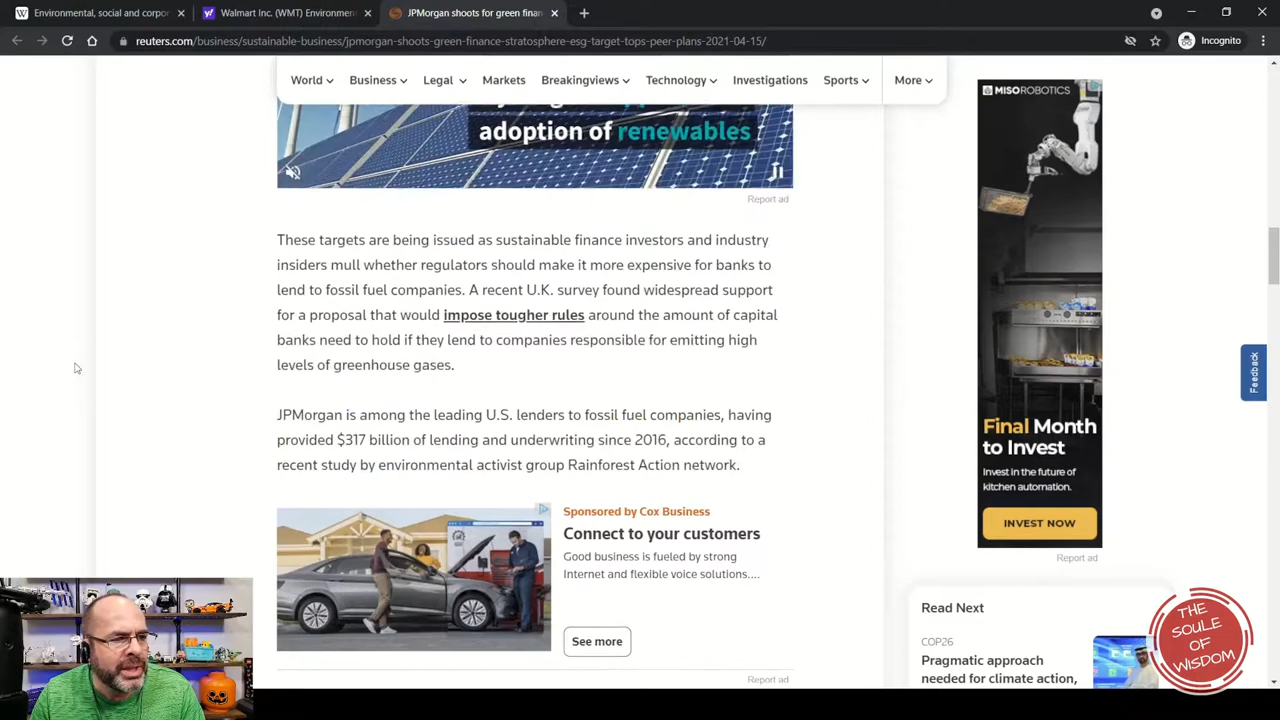 Environmental, social and corpo
Walmart Inc. (WMT) Environmen
JPMorgan shoots for green finan
reuters.com/business/sustainable-business/jpmorgan-shoots-green-finance-stratosphere-esg-target-tops-peer-plans-2021-04-15/
Incognito
World Business Legal Markets Breakingviews Technology Investigations Sports More
adoption of renewables
Report ad
These targets are being issued as sustainable finance investors and industry
insiders mull whether regulators should make it more expensive for banks to
lend to fossil fuel companies. A recent U.K. survey found widespread support
for a proposal that would impose tougher rules around the amount of capital
banks need to hold if they lend to companies responsible for emitting high
levels of greenhouse gases.
JPMorgan is among the leading U.S. lenders to fossil fuel companies, having
provided $317 billion of lending and underwriting since 2016, according to a
recent study by environmental activist group Rainforest Action network.
Sponsored by Cox Business
Connect to your customers
Good business is fueled by strong
Internet and flexible voice solutions....
See more
Report ad
MISOROBOTICS
Final Month
to Invest
Invest in the future of
kitchen automation.
INVEST NOW
Report ad
Feedback
Read Next
COP26
Pragmatic approach
needed for climate action,
THE
SOULE
OF
WISDOM